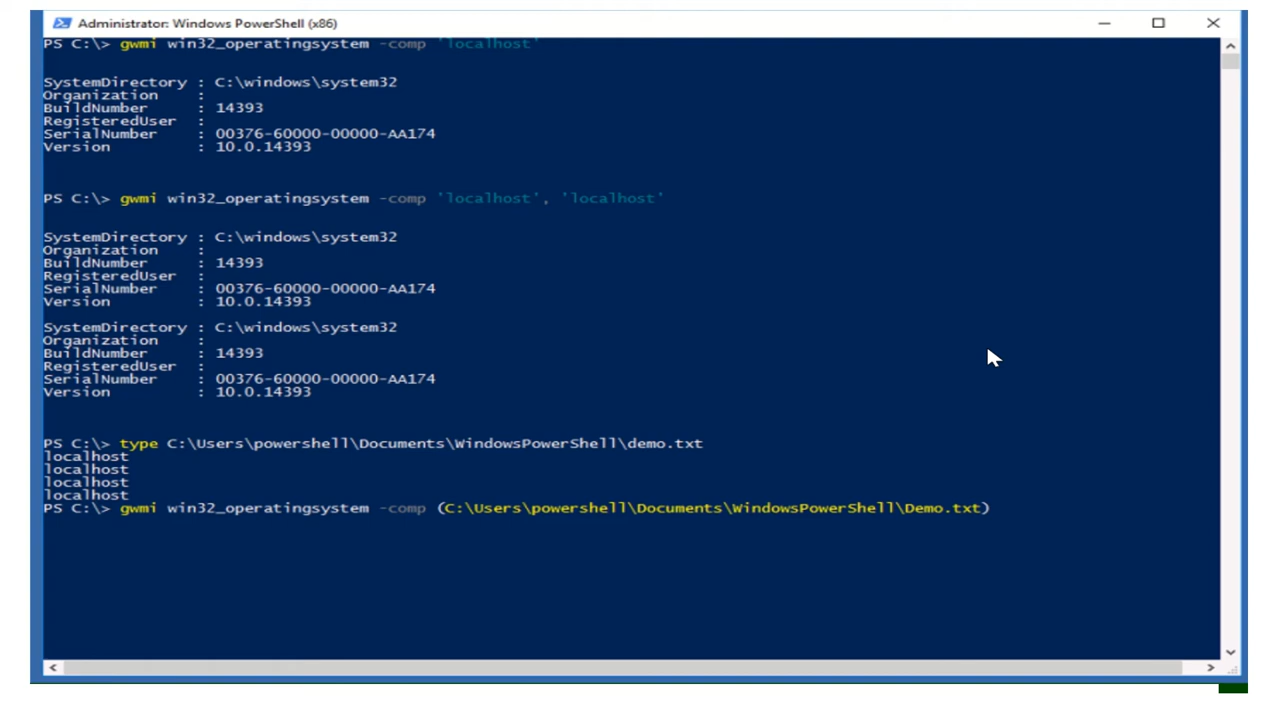 Administrator: Windows PowerShell (x86)
PS C:\> gwmi win32_operatingsystem -comp 'localhost'
SystemDirectory : C:\windows\system32
Organization :
BuildNumber : 14393
RegisteredUser :
SerialNumber : 00376-60000-00000-AA174
Version : 10.0.14393
PS C:\> gwmi win32_operatingsystem -comp 'localhost', 'localhost'
SystemDirectory : C:\windows\system32
Organization :
BuildNumber : 14393
RegisteredUser :
SerialNumber : 00376-60000-00000-AA174
Version : 10.0.14393
SystemDirectory : C:\windows\system32
Organization :
BuildNumber : 14393
RegisteredUser :
SerialNumber : 00376-60000-00000-AA174
Version : 10.0.14393
PS C:\> type C:\Users\powershell\Documents\WindowsPowerShell\demo.txt
localhost
localhost
localhost
localhost
PS C:\> gwmi win32_operatingsystem -comp (C:\Users\powershell\Documents\WindowsPowerShell\Demo.txt)